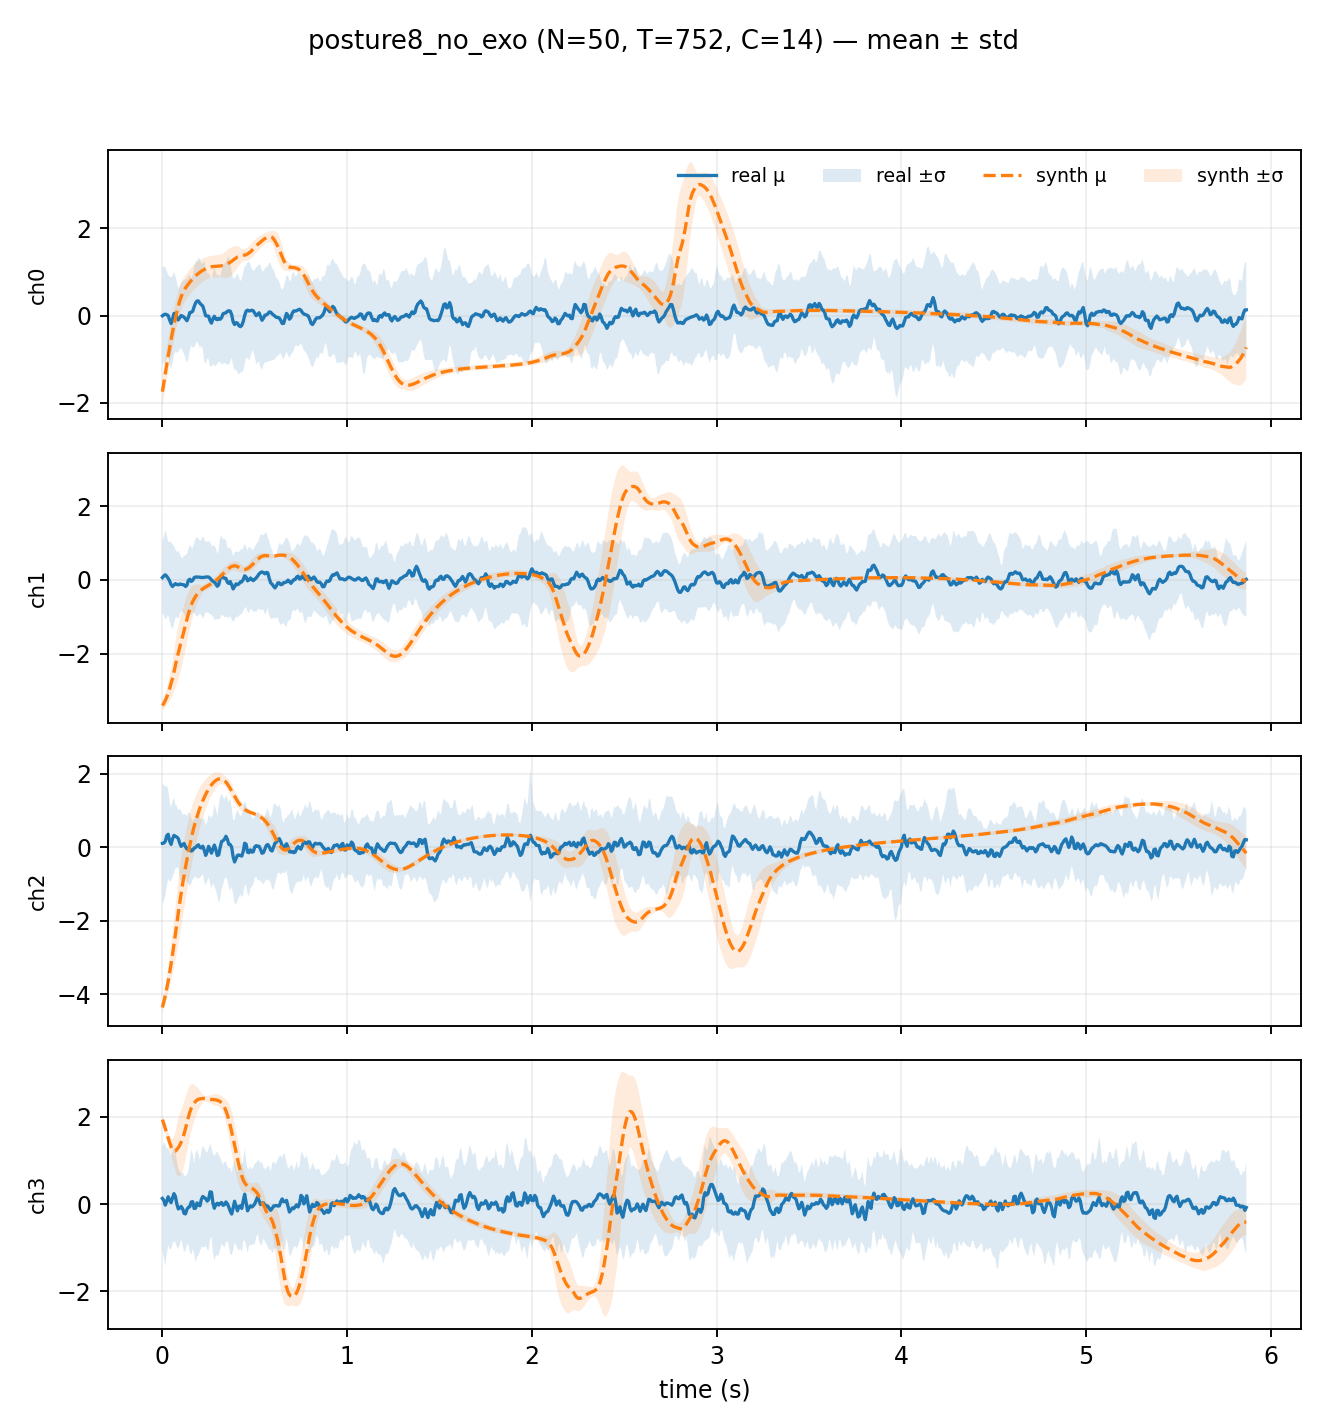 posture8_no_exo (N=50, T=752, C=14) — mean ± std
real μ real ±σ synth μ synth ±σ
2
0
−2
ch0
2
0
−2
ch1
2
0
−2
−4
ch2
2
0
−2
ch3
0 1 2 3 4 5 6
time (s)